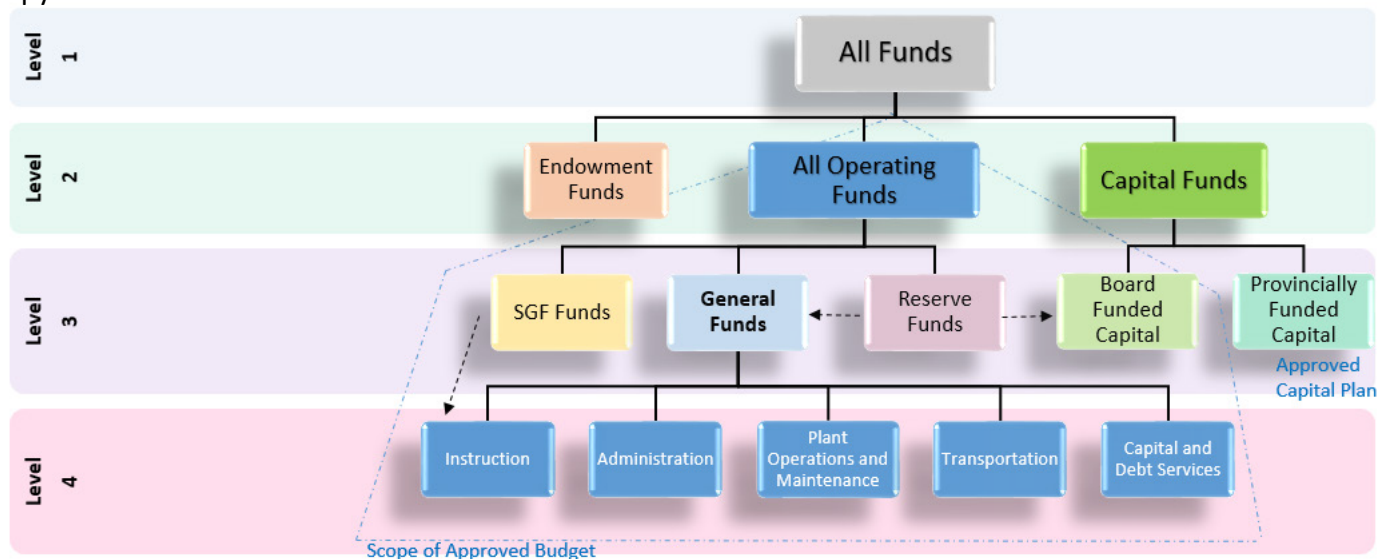 py
Level 1
All Funds
Level 2
Endowment
Funds
All Operating
Funds
Capital Funds
Level 3
SGF Funds
General
Funds
Reserve
Funds
Board
Funded
Capital
Provincially
Funded
Capital
Approved
Capital Plan
Level 4
Instruction
Administration
Plant
Operations and
Maintenance
Transportation
Capital and
Debt Services
Scope of Approved Budget